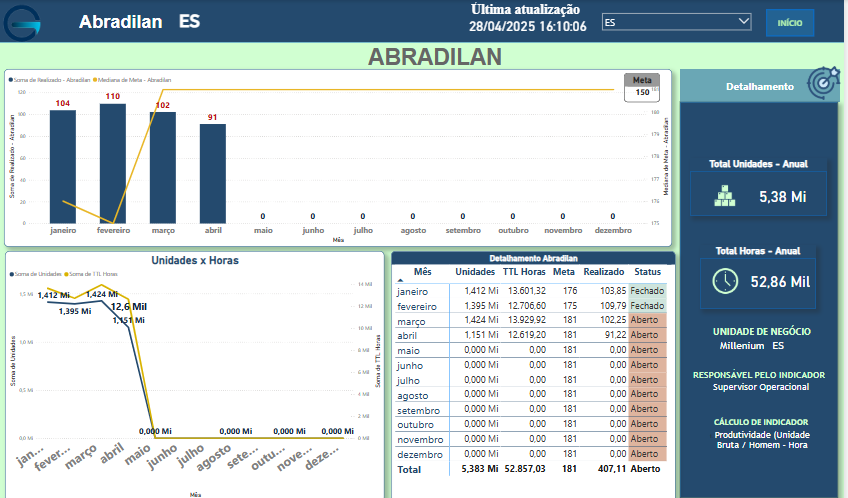 Abradilan ES
Última atualização
28/04/2025 16:10:06
ES
INÍCIO
ABRADILAN
Soma de Realizado - Abradilan Mediana de Meta - Abradilan
Meta
150
Soma de Realizado - Abradilan
120
100
80
60
40
20
0
104
110
102
91
0
0
0
0
0
0
0
0
181
180
179
178
177
176
175
Mediana de Meta - Abradilan
janeiro fevereiro março abril maio junho julho agosto setembro outubro novembro dezembro
Mês
Unidades x Horas
Soma de Unidades Soma de TTL Horas
Soma de Unidades
1,5 Mi
1,0 Mi
0,5 Mi
0,0 Mi
1,412 Mi
1,395 Mi
1,424 Mi
12,6 Mil
1,151 Mi
0,000 Mi
0,000 Mi
0,000 Mi
0,000 Mi
14 Mil
12 Mil
10 Mil
8 Mil
6 Mil
4 Mil
2 Mil
0 Mil
Soma de TTL Horas
jan... fever... março abril maio junho julho agosto sete... outu... nove... deze...
Mês
Detalhamento Abradilan
Mês Unidades TTL Horas Meta Realizado Status
janeiro 1,412 Mi 13.601,32 176 103,85 Fechado
fevereiro 1,395 Mi 12.706,60 175 109,79 Fechado
março 1,424 Mi 13.929,92 181 102,25 Aberto
abril 1,151 Mi 12.619,20 181 91,22 Aberto
maio 0,000 Mi 0,00 181 0,00 Aberto
junho 0,000 Mi 0,00 181 0,00 Aberto
julho 0,000 Mi 0,00 181 0,00 Aberto
agosto 0,000 Mi 0,00 181 0,00 Aberto
setembro 0,000 Mi 0,00 181 0,00 Aberto
outubro 0,000 Mi 0,00 181 0,00 Aberto
novembro 0,000 Mi 0,00 181 0,00 Aberto
dezembro 0,000 Mi 0,00 181 0,00 Aberto
Total 5,383 Mi 52.857,03 181 407,11 Aberto
Detalhamento
Total Unidades - Anual
5,38 Mi
Total Horas - Anual
52,86 Mil
UNIDADE DE NEGÓCIO
Millenium ES
RESPONSÁVEL PELO INDICADOR
Supervisor Operacional
CÁLCULO DE INDICADOR
Produtividade (Unidade
Bruta / Homem - Hora